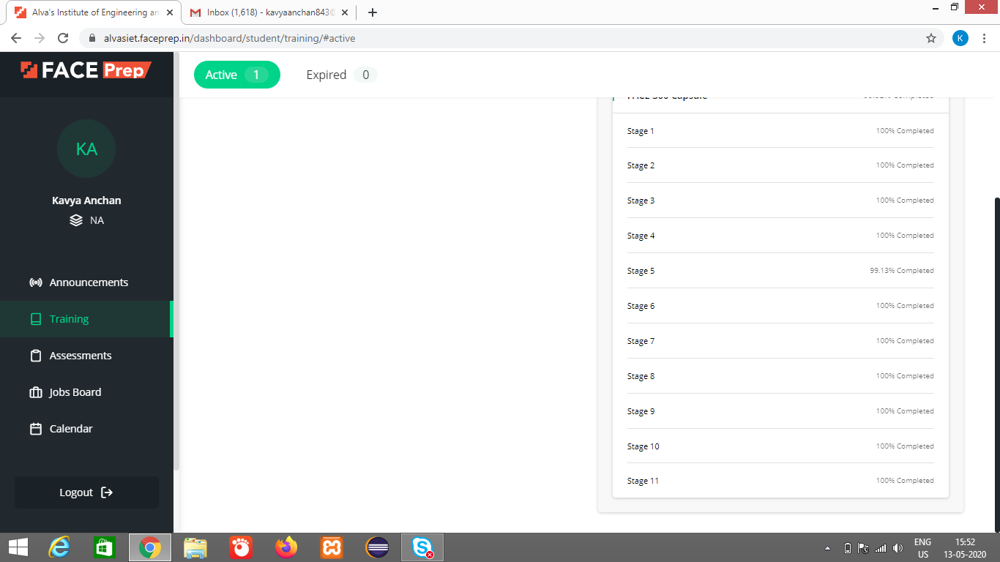 Alva's Institute of Engineering an
Inbox (1,618) - kavyaanchan843@
alvasiet.faceprep.in/dashboard/student/training/#active
K
FACE Prep
Active 1
Expired 0
KA
Kavya Anchan
NA
Announcements
Training
Assessments
Jobs Board
Calendar
Logout
Stage 1 100% Completed
Stage 2 100% Completed
Stage 3 100% Completed
Stage 4 100% Completed
Stage 5 99.13% Completed
Stage 6 100% Completed
Stage 7 100% Completed
Stage 8 100% Completed
Stage 9 100% Completed
Stage 10 100% Completed
Stage 11 100% Completed
ENG 15:52
US 13-05-2020